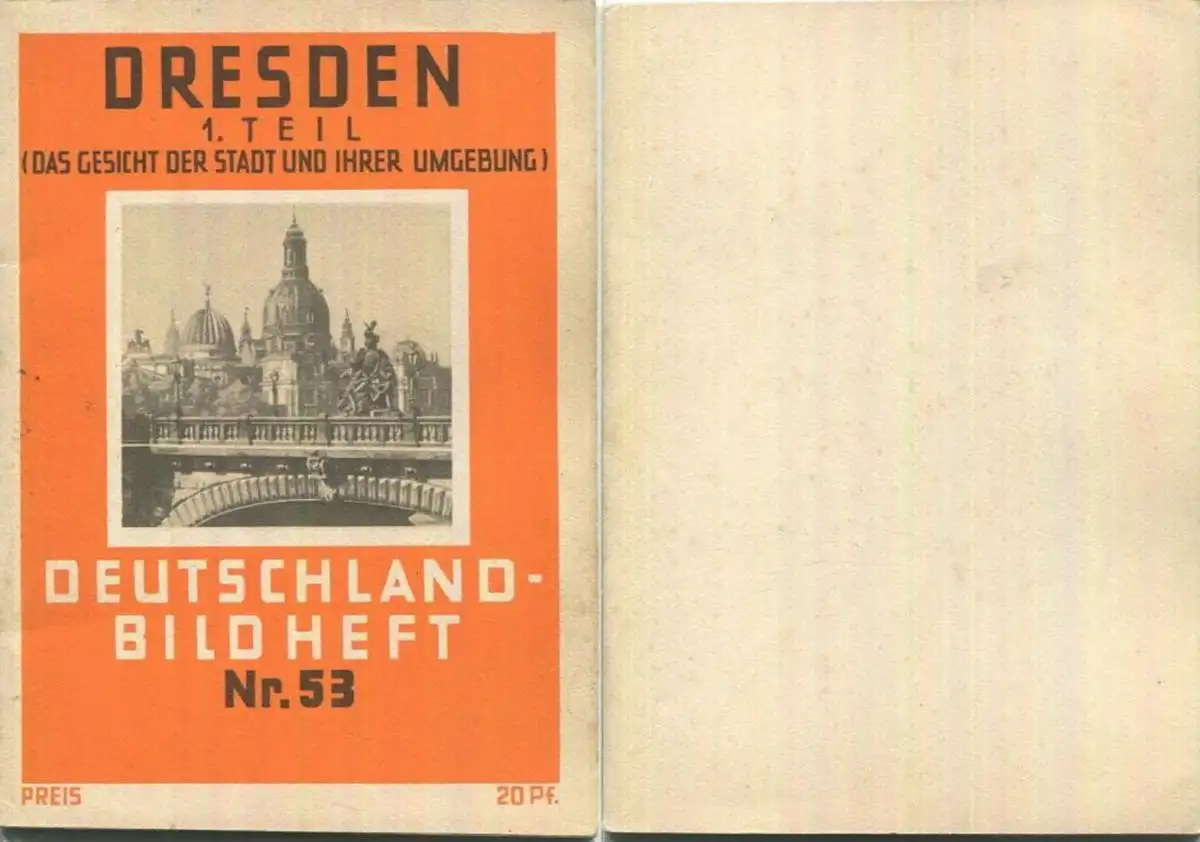 DRESDEN
1. TEIL
(DAS GESICHT DER STADT UND IHRER UMGEBUNG)
DEUTSCHLAND-
BILDHEFT
Nr. 53
PREIS 20 Pf.